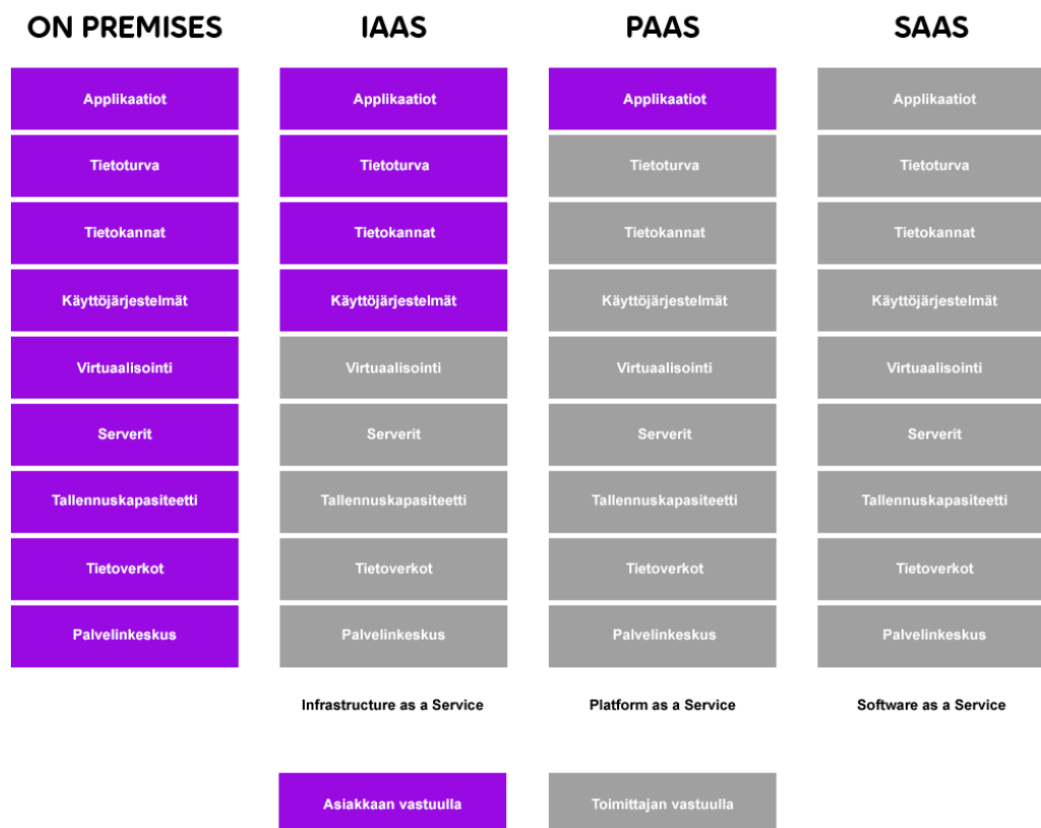 ON PREMISES
IAAS
PAAS
SAAS
Applikaatiot
Applikaatiot
Applikaatiot
Applikaatiot
Tietoturva
Tietoturva
Tietoturva
Tietoturva
Tietokannat
Tietokannat
Tietokannat
Tietokannat
Käyttöjärjestelmät
Käyttöjärjestelmät
Käyttöjärjestelmät
Käyttöjärjestelmät
Virtuaalisointi
Virtuaalisointi
Virtuaalisointi
Virtuaalisointi
Serverit
Serverit
Serverit
Serverit
Tallennuskapasiteetti
Tallennuskapasiteetti
Tallennuskapasiteetti
Tallennuskapasiteetti
Tietoverkot
Tietoverkot
Tietoverkot
Tietoverkot
Palvelinkeskus
Palvelinkeskus
Palvelinkeskus
Palvelinkeskus
Infrastructure as a Service
Platform as a Service
Software as a Service
Asiakkaan vastuulla
Toimittajan vastuulla